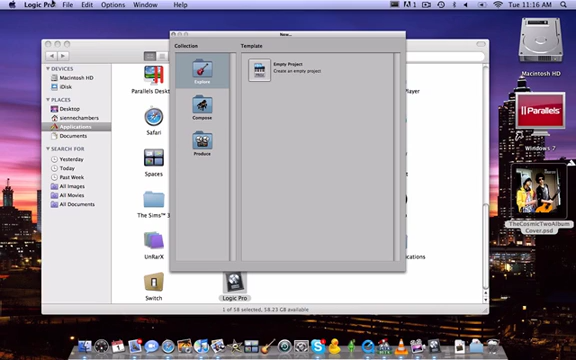 Logic Pro File Edit Options Window Help
Tue 11:16 AM
New...
Collection
Template
Explore
Compose
Produce
Empty Project
Create an empty project
DEVICES
Macintosh HD
iDisk
PLACES
Desktop
siennechambers
Applications
Documents
SEARCH FOR
Yesterday
Today
Past Week
All Images
All Movies
All Documents
Parallels Desk
Safari
Spaces
The Sims™ 3
UnRarX
Switch
Logic Pro
1 of 58 selected, 58.23 GB available
Macintosh HD
Parallels
Windows 7
TheCosmicTwoAlbum
Cover.psd